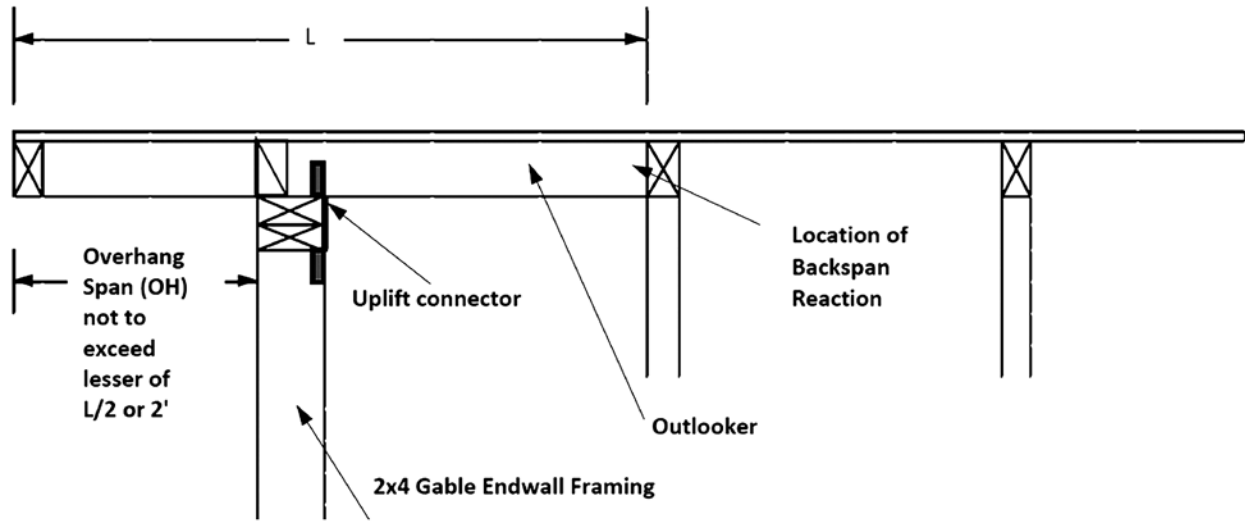 L
Overhang
Span (OH)
not to
exceed
lesser of
L/2 or 2'
Uplift connector
Location of
Backspan
Reaction
Outlooker
2x4 Gable Endwall Framing